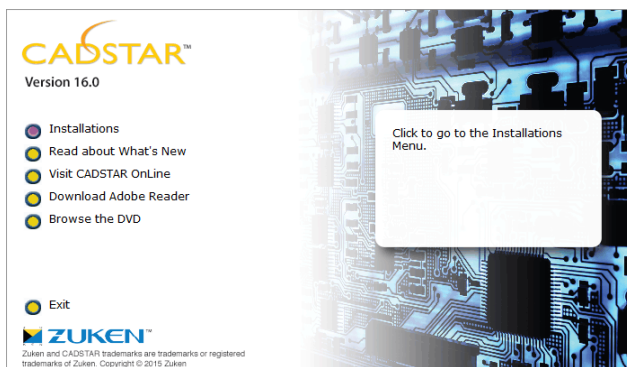 CADSTAR™
Version 16.0
Installations
Read about What's New
Visit CADSTAR OnLine
Download Adobe Reader
Browse the DVD
Click to go to the Installations
Menu.
Exit
ZUKEN™
Zuken and CADSTAR trademarks are trademarks or registered
trademarks of Zuken. Copyright © 2015 Zuken